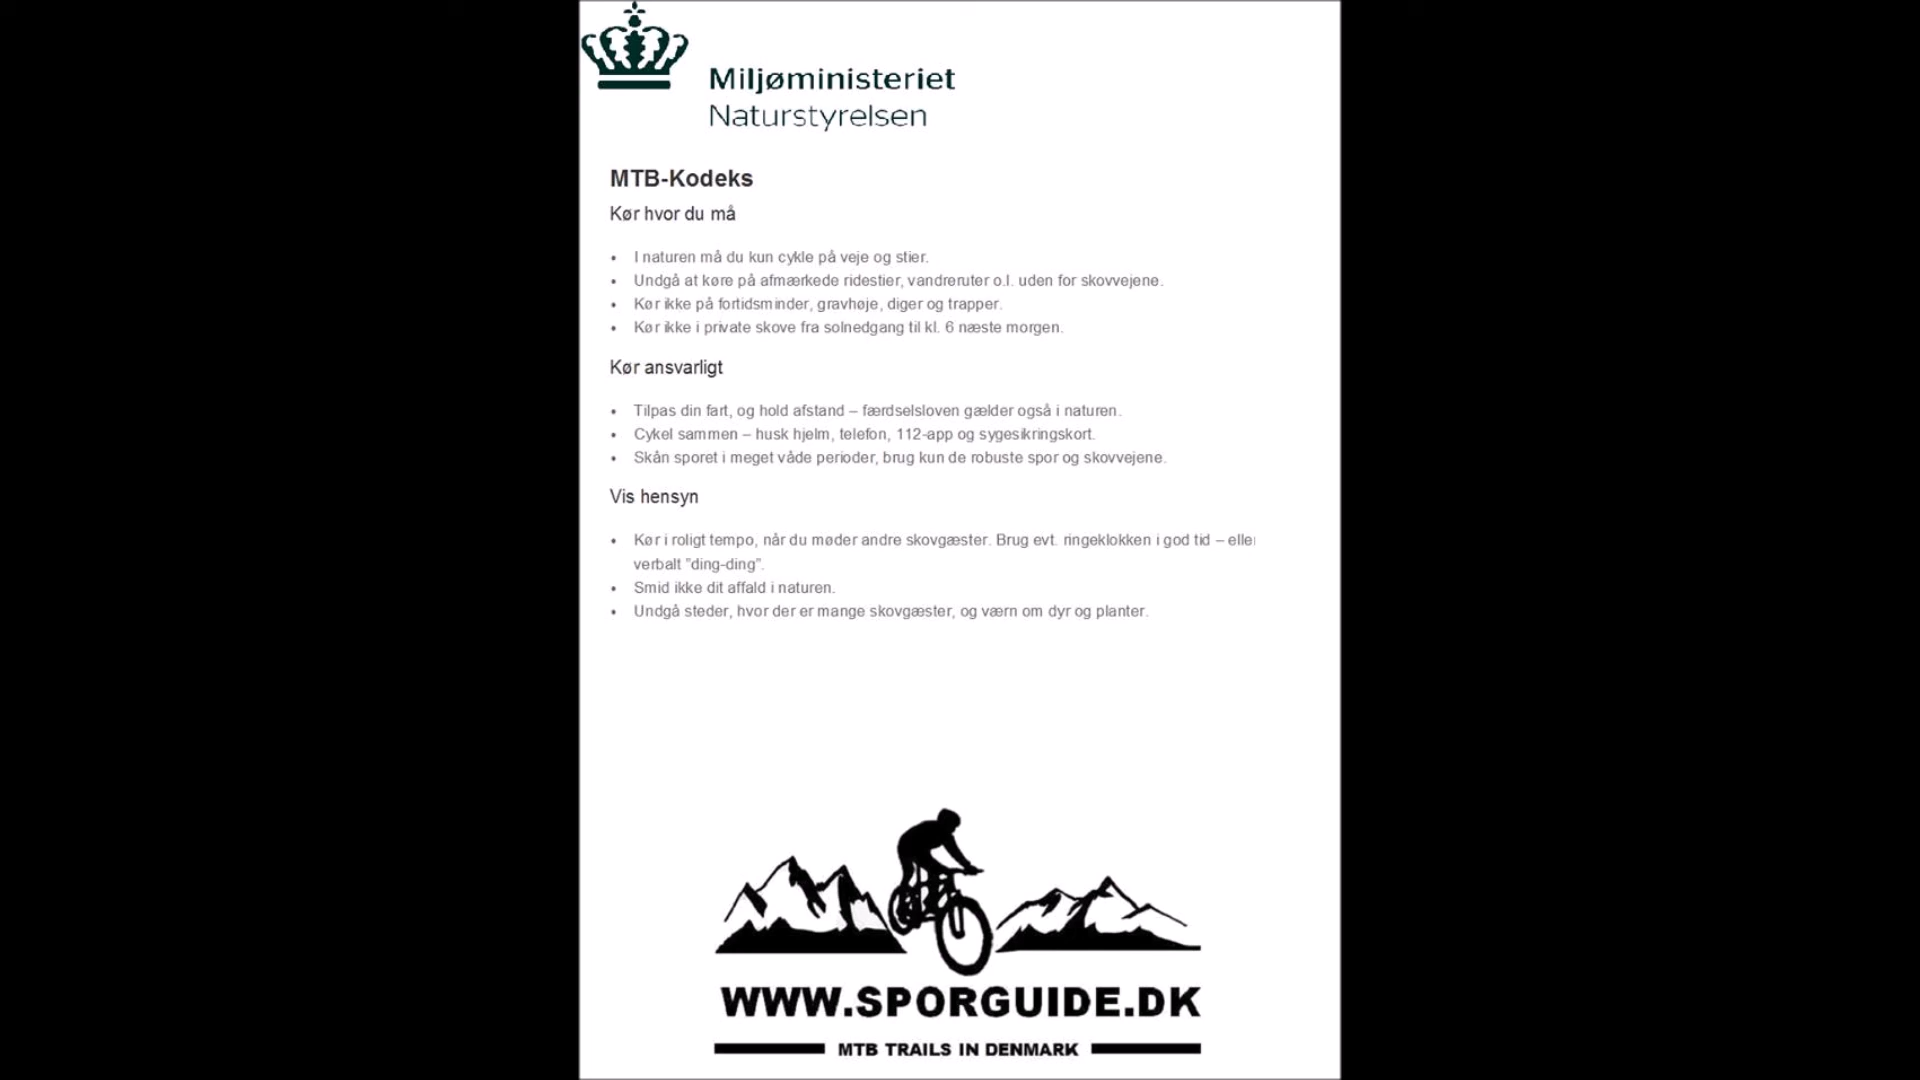 Miljøministeriet
Naturstyrelsen
MTB-Kodeks
Kør hvor du må
• I naturen må du kun cykle på veje og stier.
• Undgå at køre på afmærkede ridestier, vandreruter o.l. uden for skovvejene.
• Kør ikke på fortidsminder, gravhøje, diger og trapper.
• Kør ikke i private skove fra solnedgang til kl. 6 næste morgen.
Kør ansvarligt
• Tilpas din fart, og hold afstand – færdselsloven gælder også i naturen.
• Cykel sammen – husk hjelm, telefon, 112-app og sygesikringskort.
• Skån sporet i meget våde perioder, brug kun de robuste spor og skovvejene.
Vis hensyn
• Kør i roligt tempo, når du møder andre skovgæster. Brug evt. ringeklokken i god tid – eller
verbalt ”ding-ding”.
• Smid ikke dit affald i naturen.
• Undgå steder, hvor der er mange skovgæster, og værn om dyr og planter.
WWW.SPORGUIDE.DK
MTB TRAILS IN DENMARK